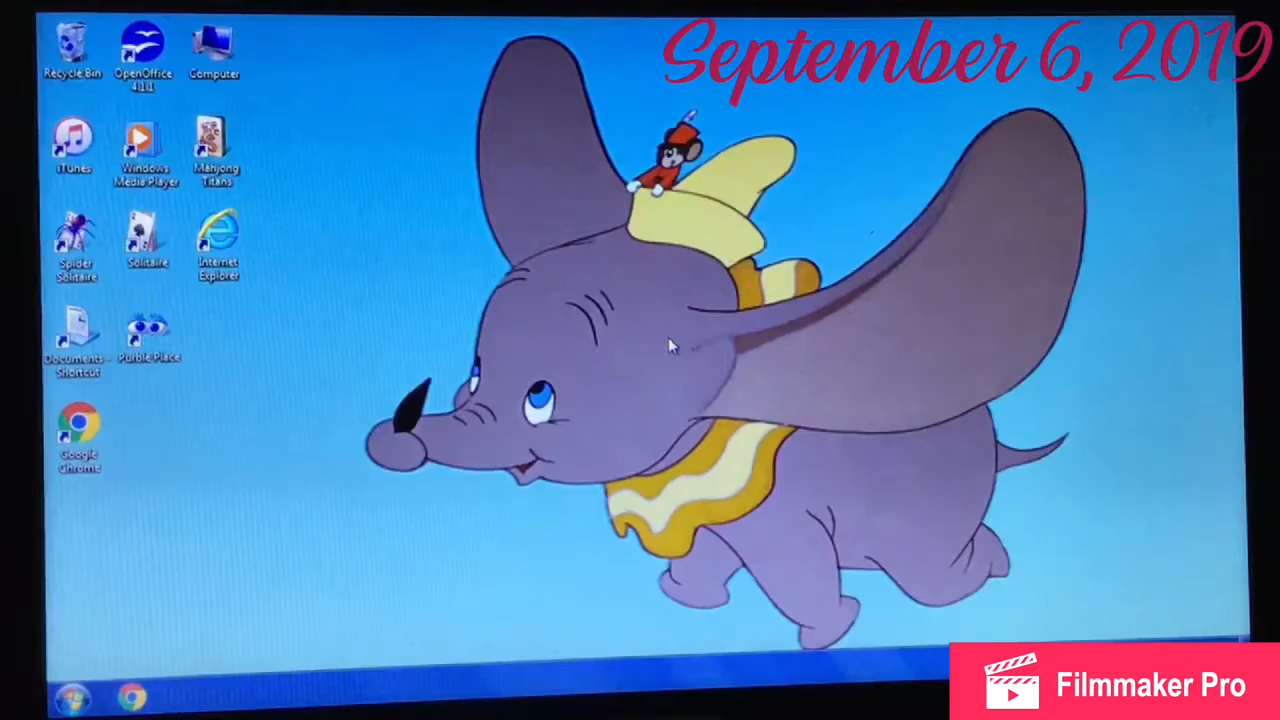 September 6, 2019
Recycle Bin
OpenOffice
4.1.1
Computer
iTunes
Windows
Media Player
Mahjong
Titans
Spider
Solitaire
Solitaire
Internet
Explorer
Documents -
Shortcut
Purble Place
Google
Chrome
Filmmaker Pro